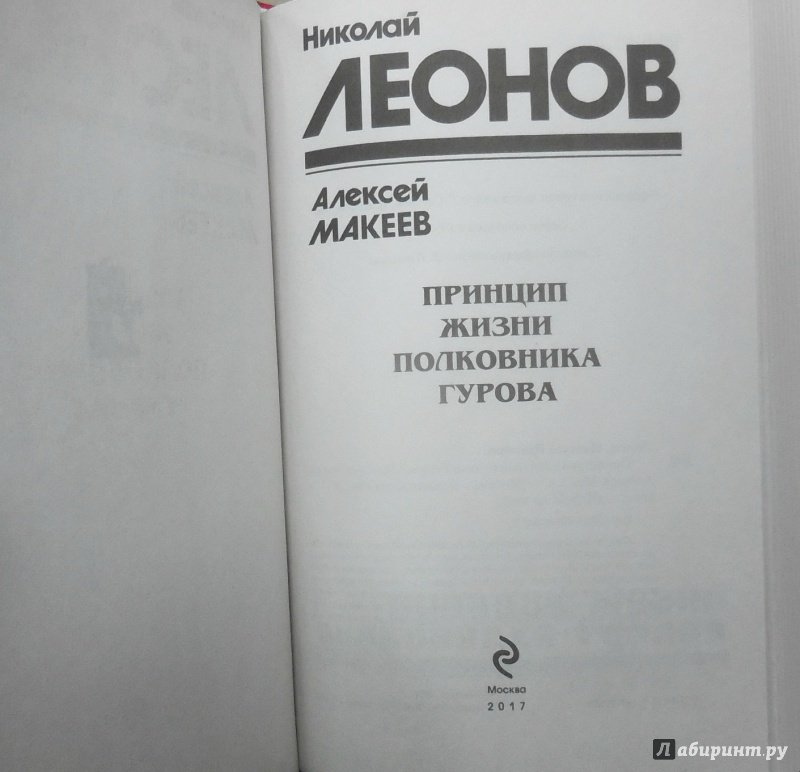 Николай
ЛЕОНОВ
Алексей
МАКЕЕВ
ПРИНЦИП
ЖИЗНИ
ПОЛКОВНИКА
ГУРОВА
Москва
2017
Лабиринт.ру